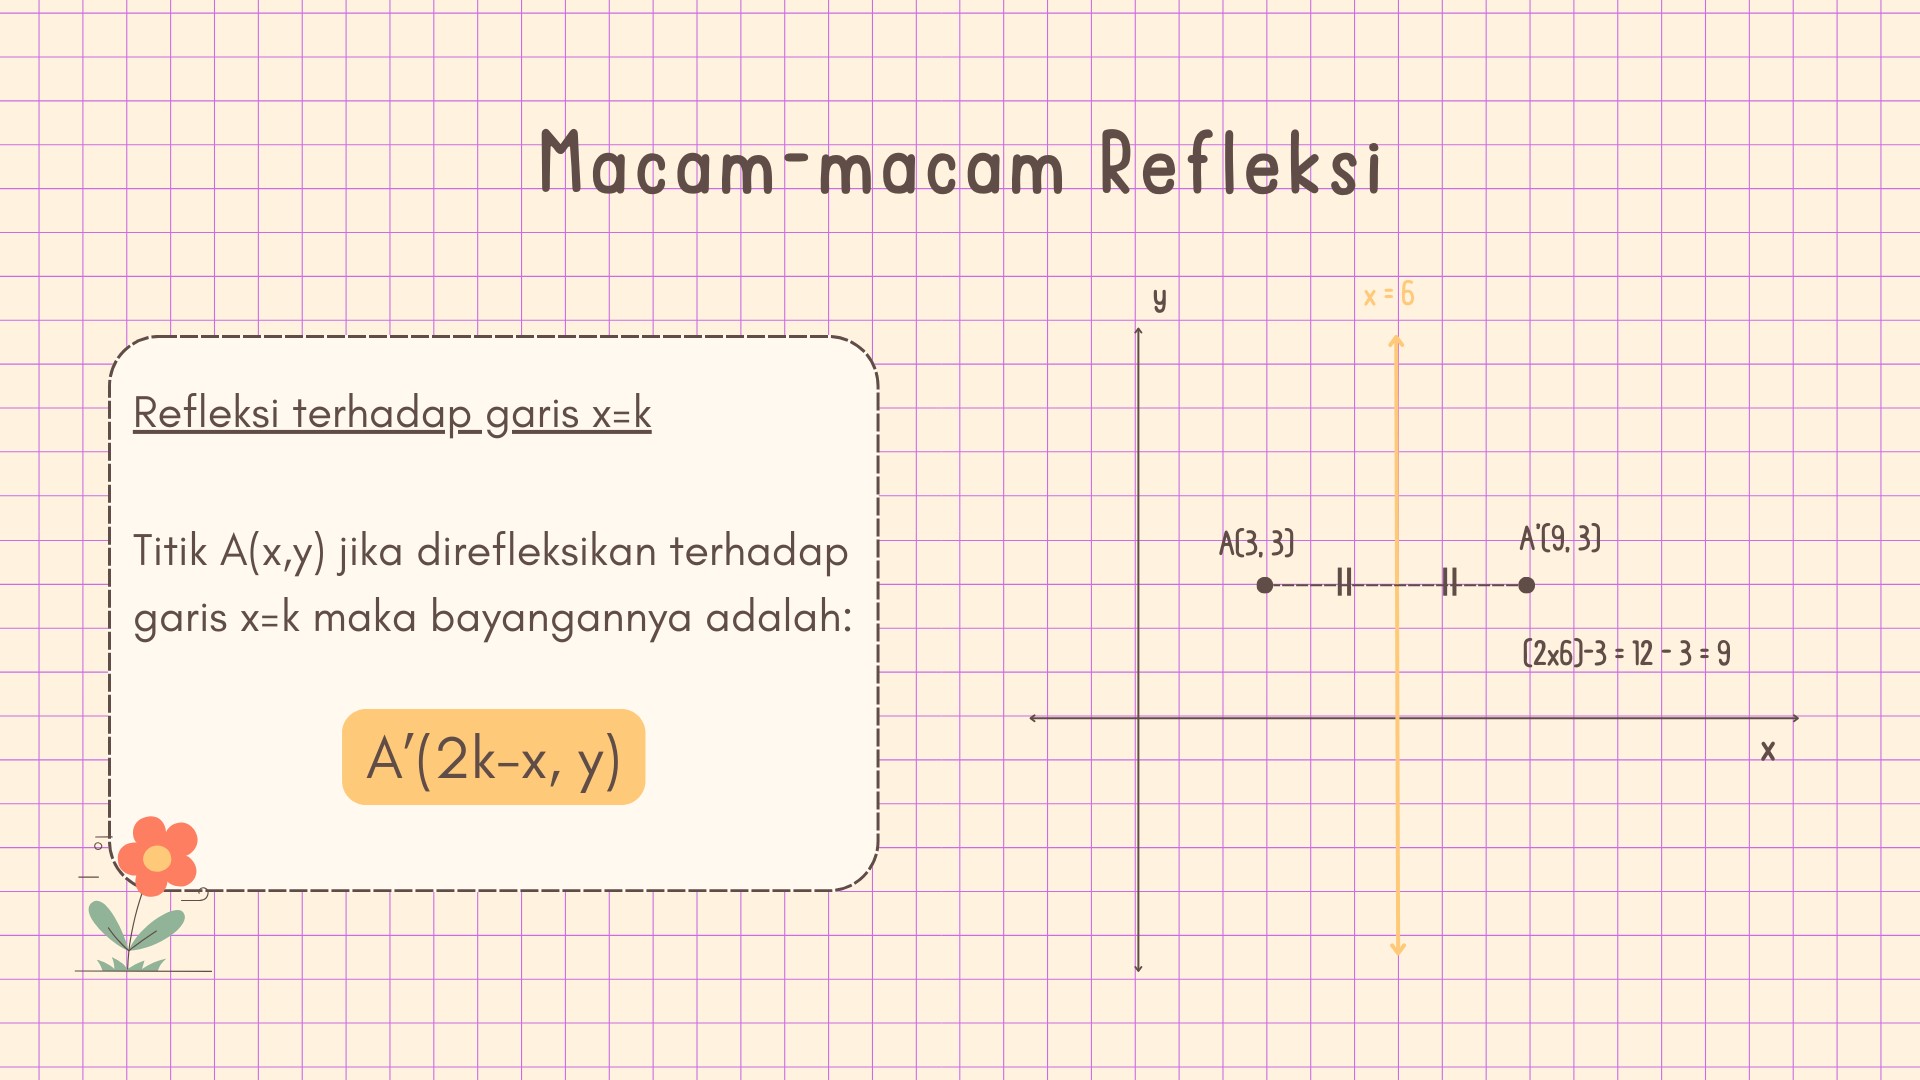 Macam-macam Refleksi
Refleksi terhadap garis x=k
Titik A(x,y) jika direfleksikan terhadap
garis x=k maka bayangannya adalah:
A'(2k-x, y)
y
x = 6
A(3, 3)
A'(9, 3)
(2x6)-3 = 12 - 3 = 9
x